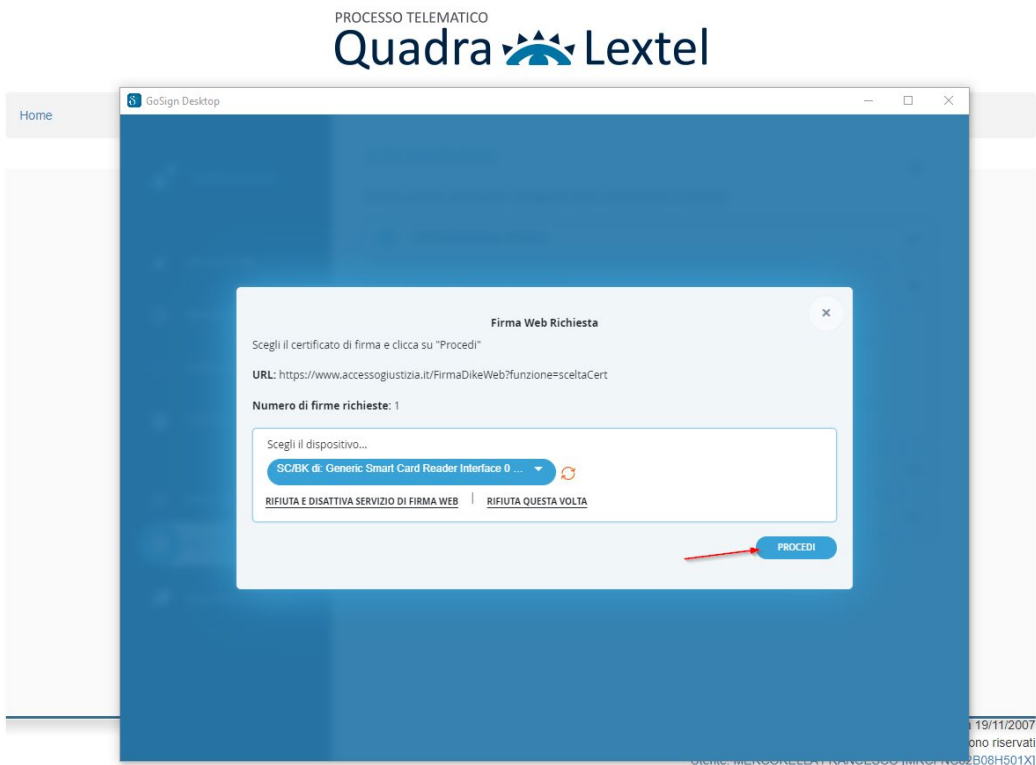 PROCESSO TELEMATICO
Quadra Lextel
GoSign Desktop
Home
Firma Web Richiesta
Scegli il certificato di firma e clicca su "Procedi"
URL: https://www.accessogiustizia.it/FirmaDikeWeb?funzione=sceltaCert
Numero di firme richieste: 1
Scegli il dispositivo...
SC/BK di: Generic Smart Card Reader Interface 0 ...
RIFIUTA E DISATTIVA SERVIZIO DI FIRMA WEB | RIFIUTA QUESTA VOLTA
PROCEDI
19/11/2007
ono riservati